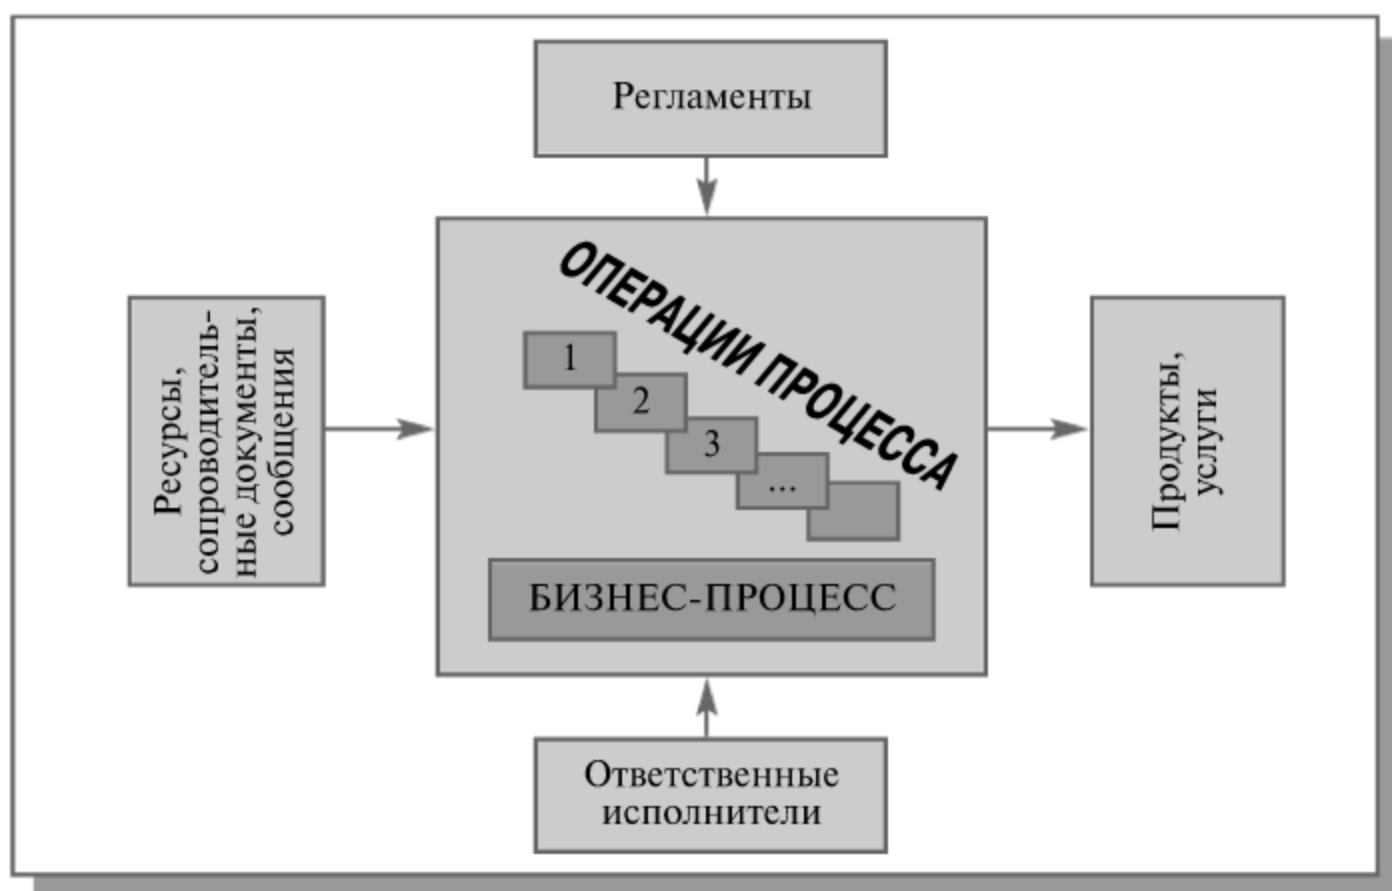 Регламенты
ОПЕРАЦИИ ПРОЦЕССА
Ресурсы,
сопроводитель-
ные документы,
сообщения
1
2
3
...
Продукты,
услуги
БИЗНЕС-ПРОЦЕСС
Ответственные
исполнители